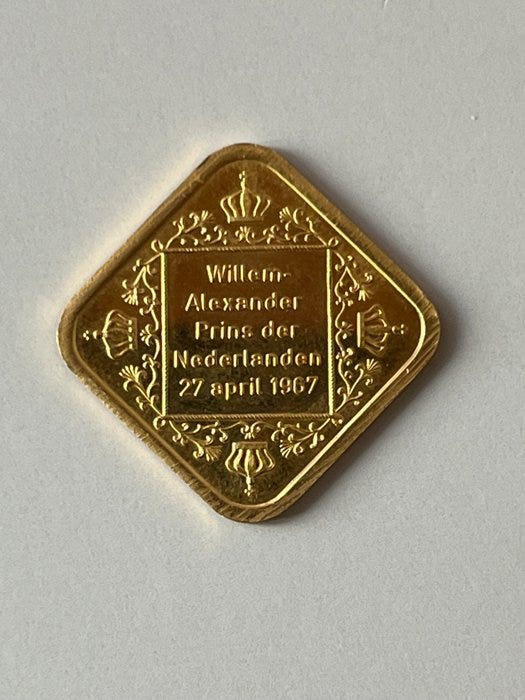 Willem-
Alexander
Prins der
Nederlanden
27 april 1967